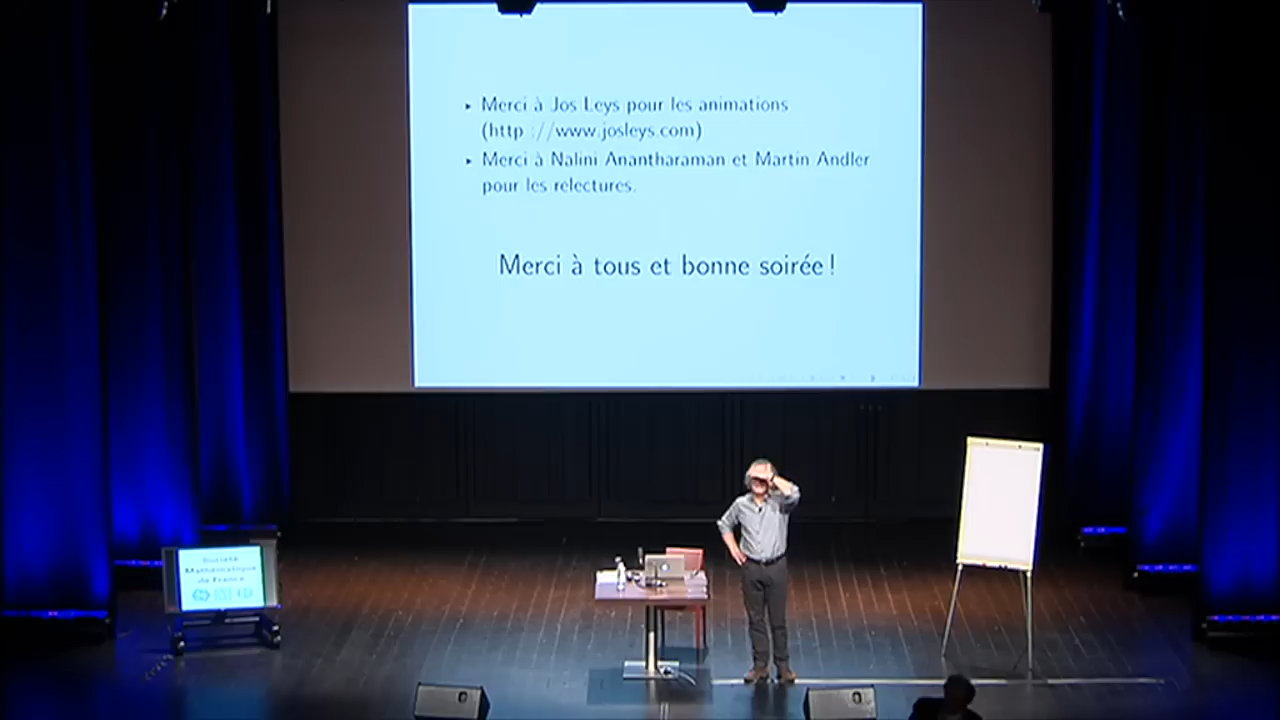 ▸ Merci à Jos Leys pour les animations
(http ://www.josleys.com)
▸ Merci à Nalini Anantharaman et Martin Andler
pour les relectures.
Merci à tous et bonne soirée !
Société
Mathématique
de France